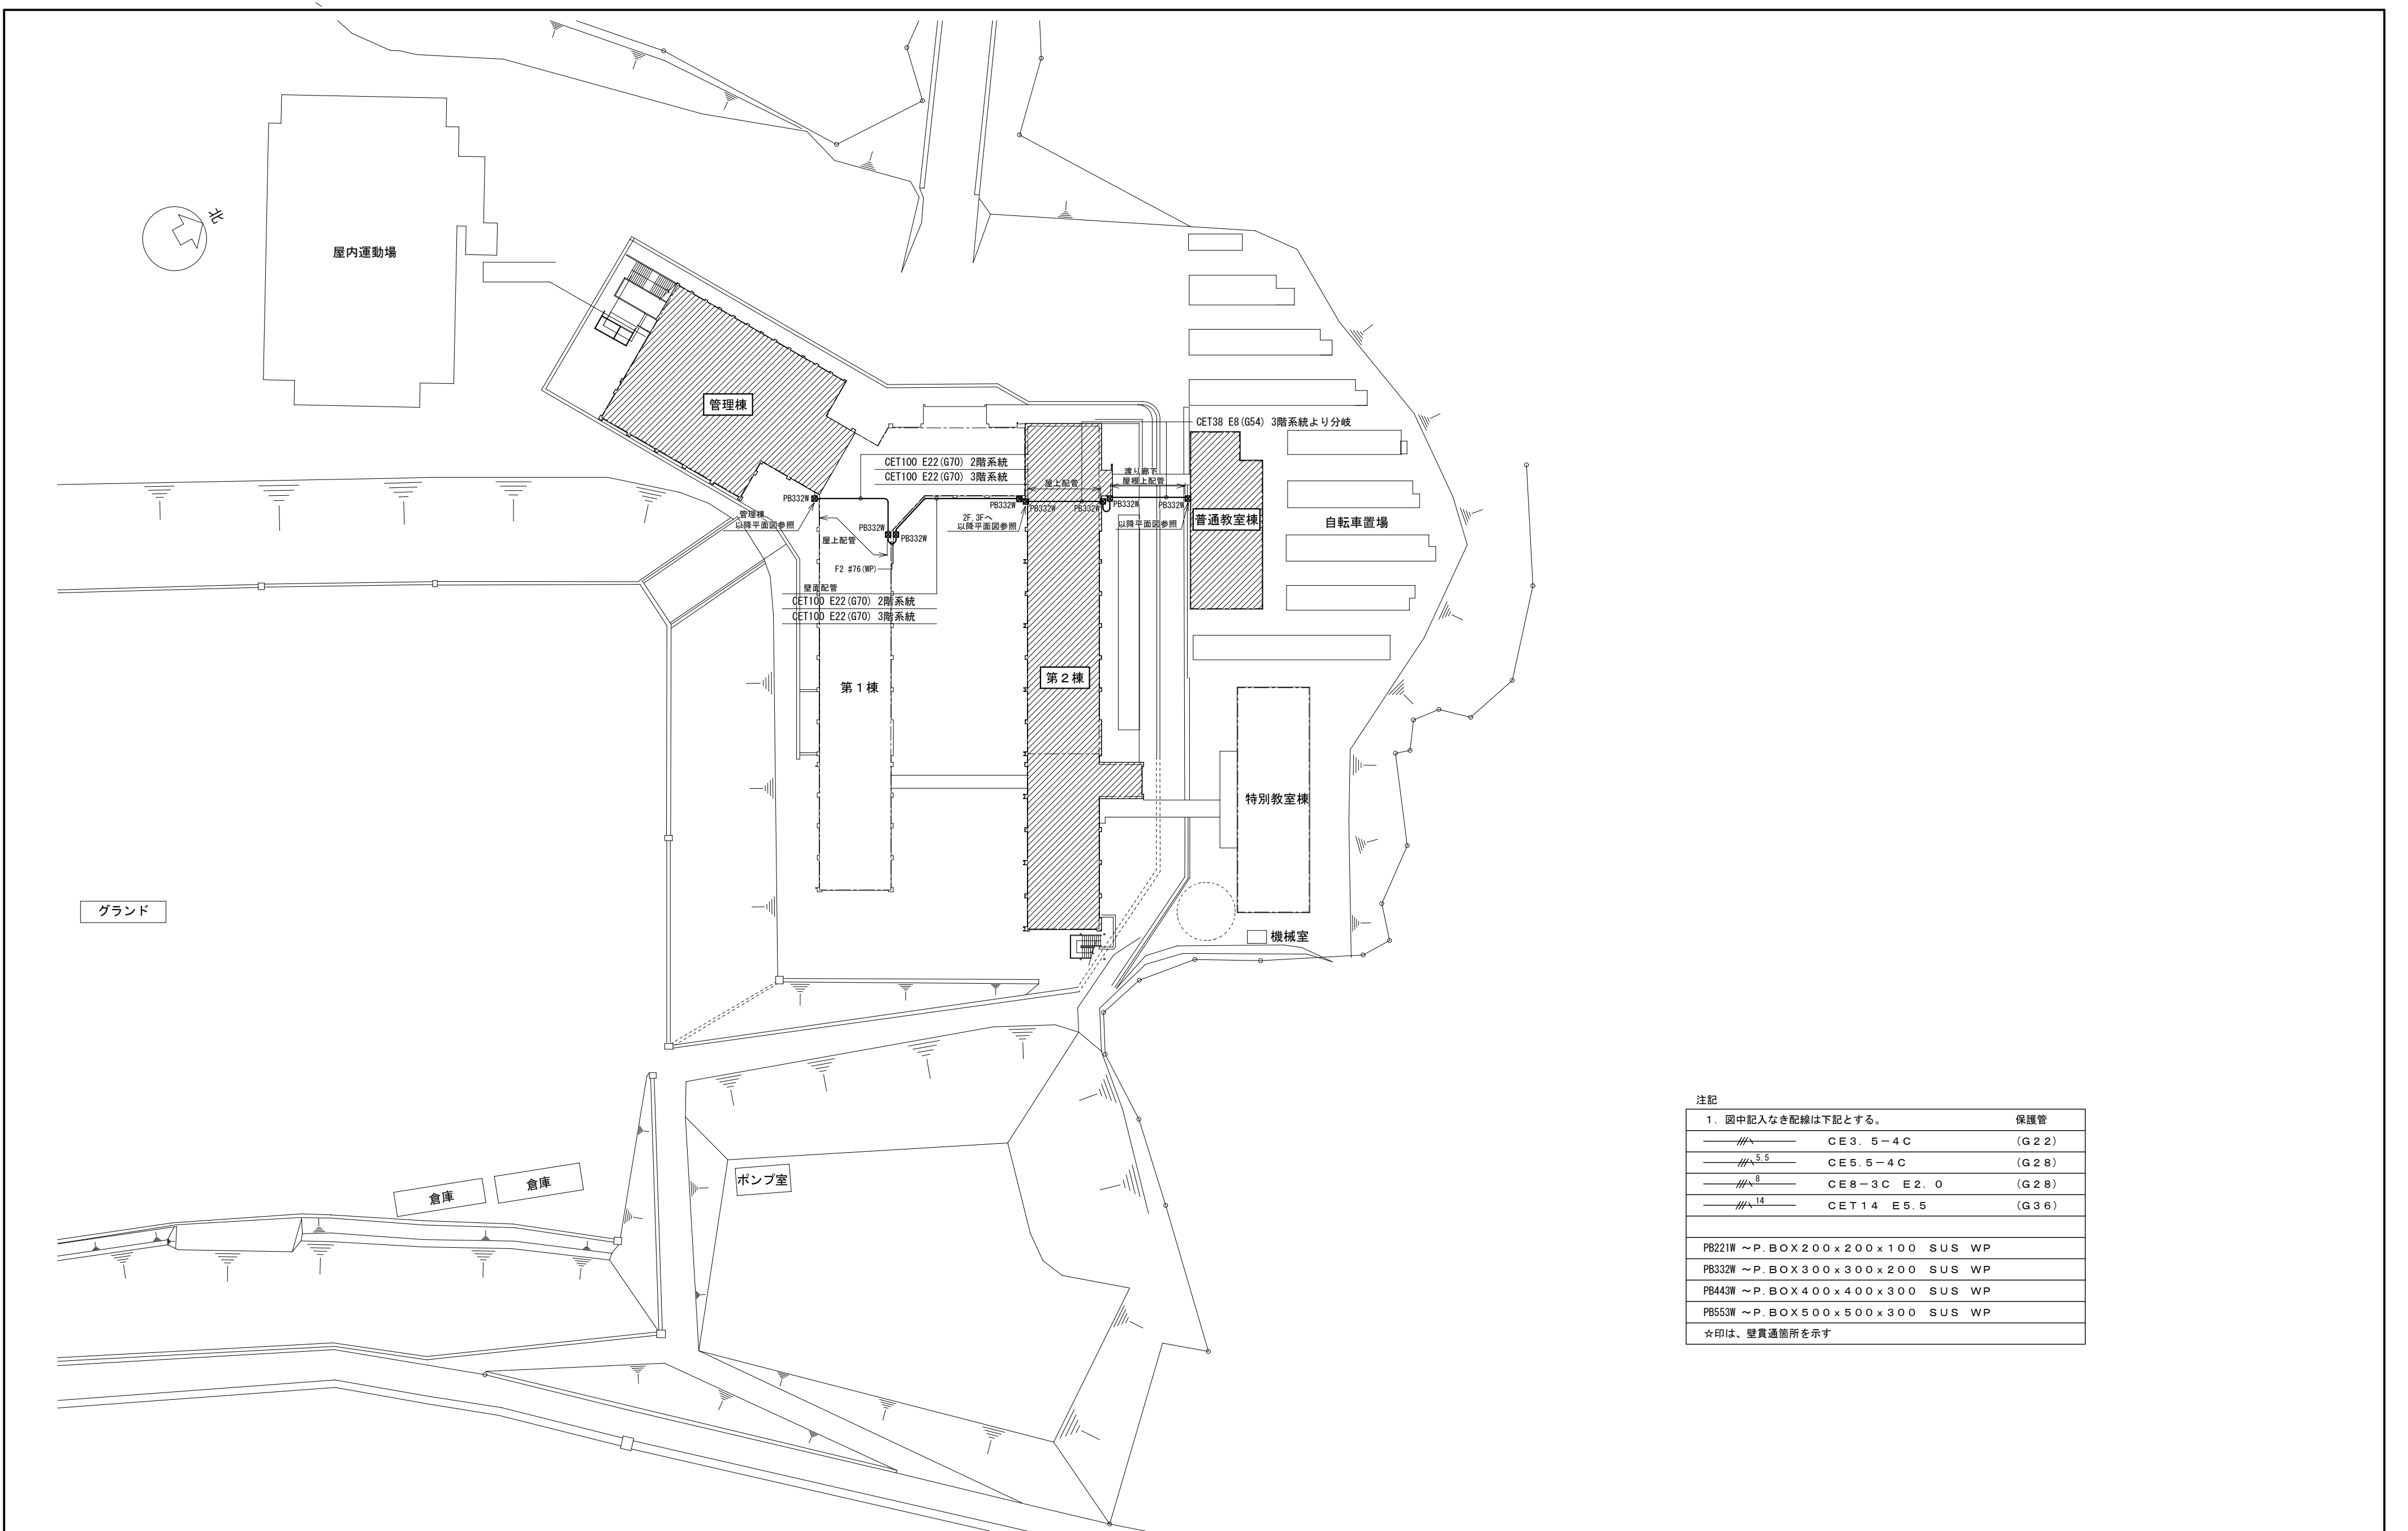 北
屋内運動場
管理棟
CET38 E8(G54) 3階系統より分岐
CET100 E22(G70) 2階系統
CET100 E22(G70) 3階系統
渡り廊下
屋根上配管
屋上配管
PB332W
PB332W
PB332W
PB332W
PB332W
PB332W
管理棟
以降平面図参照
2F,3Fへ
以降平面図参照
以降平面図参照
普通教室棟
自転車置場
PB332W
PB332W
屋上配管
F2 #76(WP)
壁面配管
CET100 E22(G70) 2階系統
CET100 E22(G70) 3階系統
第1棟
第2棟
特別教室棟
グランド
機械室
ポンプ室
倉庫
倉庫
注記
1. 図中記入なき配線は下記とする。 保護管
CE3.5-4C (G22)
5.5 CE5.5-4C (G28)
8 CE8-3C E2.0 (G28)
14 CET14 E5.5 (G36)
PB221W ~P.BOX200x200x100 SUS WP
PB332W ~P.BOX300x300x200 SUS WP
PB443W ~P.BOX400x400x300 SUS WP
PB553W ~P.BOX500x500x300 SUS WP
☆印は、壁貫通箇所を示す